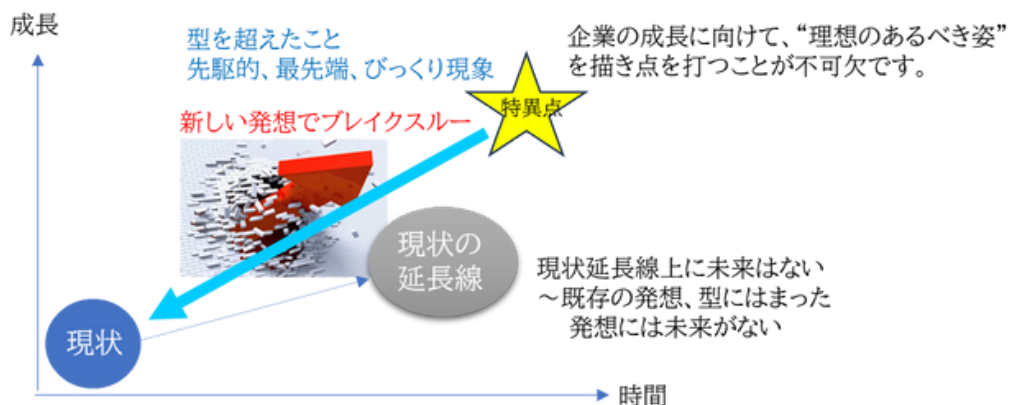 成長
型を超えたこと
先駆的、最先端、びっくり現象
企業の成長に向けて、“理想のあるべき姿”
を描き点を打つことが不可欠です。
特異点
新しい発想でブレイクスルー
現状の
延長線
現状延長線上に未来はない
～既存の発想、型にはまった
発想には未来がない
現状
時間